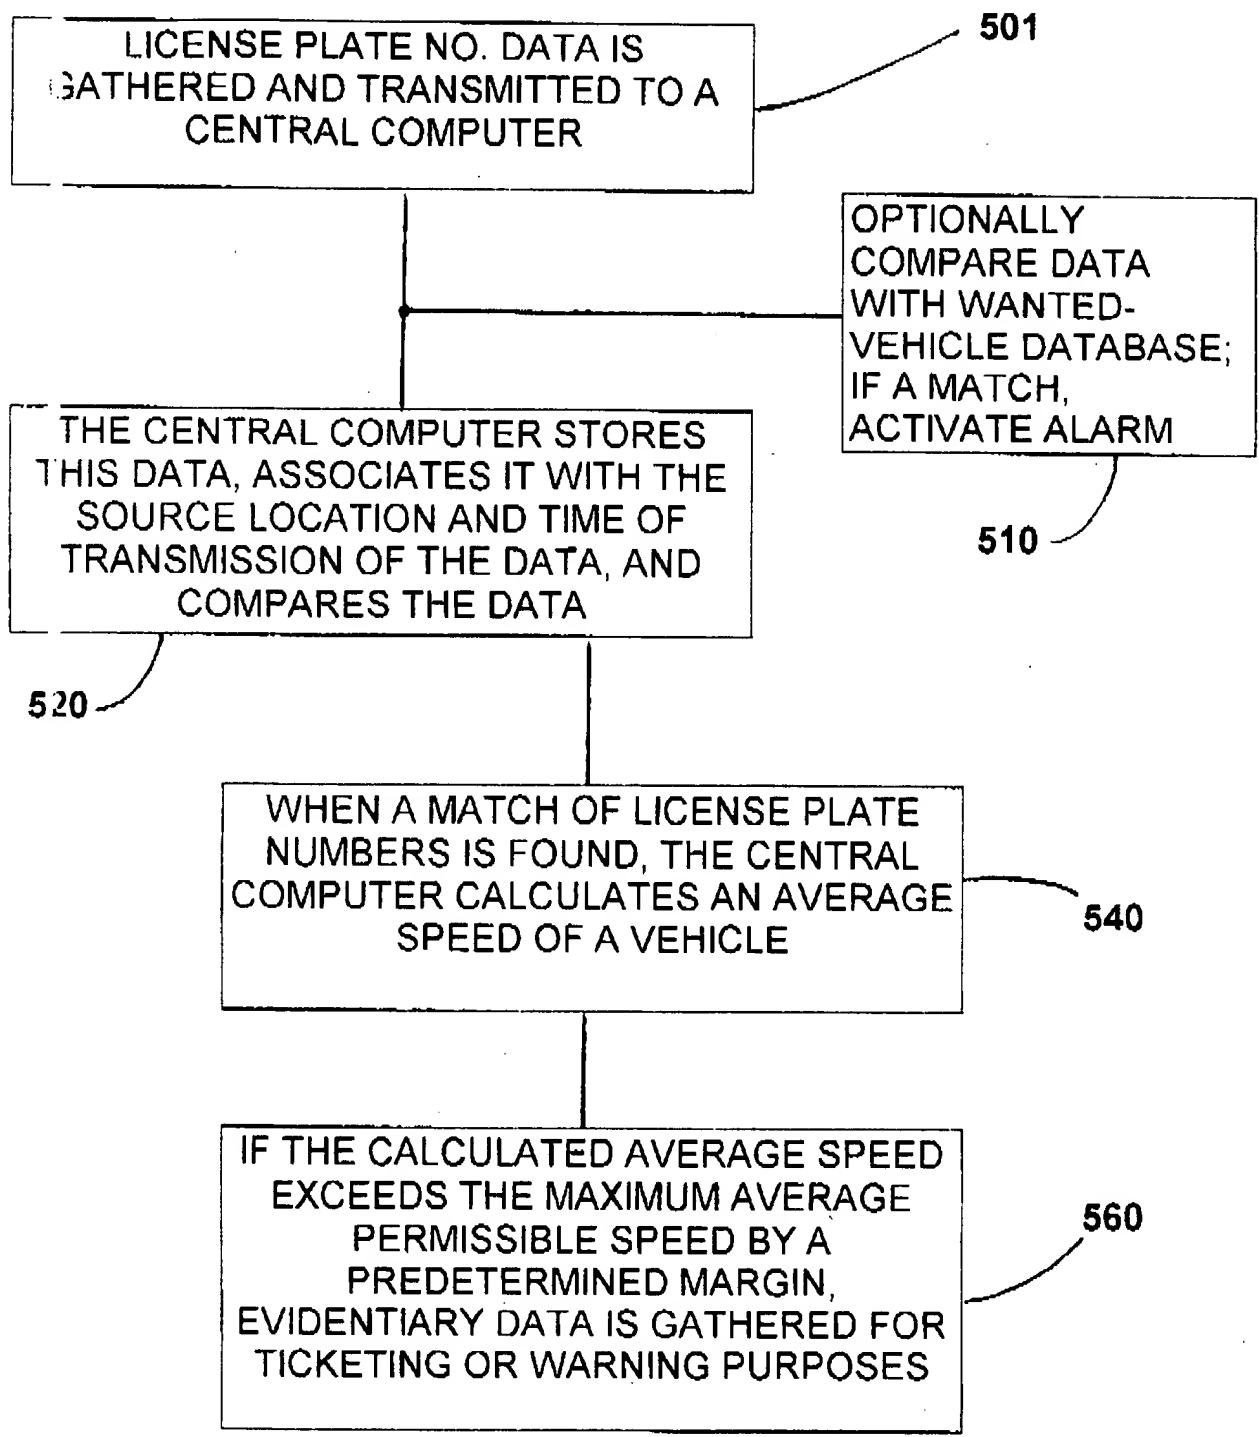 501
LICENSE PLATE NO. DATA IS
GATHERED AND TRANSMITTED TO A
CENTRAL COMPUTER
OPTIONALLY
COMPARE DATA
WITH WANTED-
VEHICLE DATABASE;
IF A MATCH,
ACTIVATE ALARM
510
THE CENTRAL COMPUTER STORES
THIS DATA, ASSOCIATES IT WITH THE
SOURCE LOCATION AND TIME OF
TRANSMISSION OF THE DATA, AND
COMPARES THE DATA
520
WHEN A MATCH OF LICENSE PLATE
NUMBERS IS FOUND, THE CENTRAL
COMPUTER CALCULATES AN AVERAGE
SPEED OF A VEHICLE
540
IF THE CALCULATED AVERAGE SPEED
EXCEEDS THE MAXIMUM AVERAGE
PERMISSIBLE SPEED BY A
PREDETERMINED MARGIN,
EVIDENTIARY DATA IS GATHERED FOR
TICKETING OR WARNING PURPOSES
560